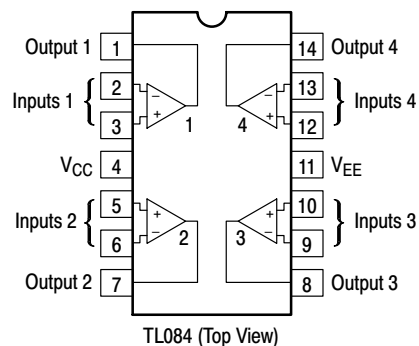 Output 1 1 14 Output 4
Inputs 1 2 − − 13 Inputs 4
3 + 1 4 + 12
VCC 4 11 VEE
Inputs 2 5 + + 10 Inputs 3
6 − 2 3 − 9
Output 2 7 8 Output 3
TL084 (Top View)